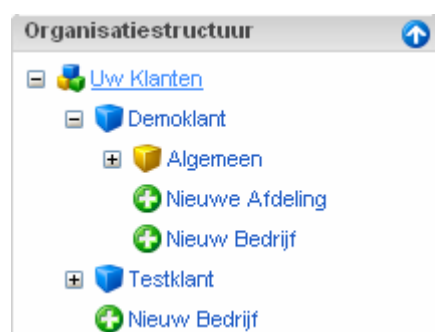 Organisatiestructuur
Uw Klanten
Demoklant
Algemeen
Nieuwe Afdeling
Nieuw Bedrijf
Testklant
Nieuw Bedrijf